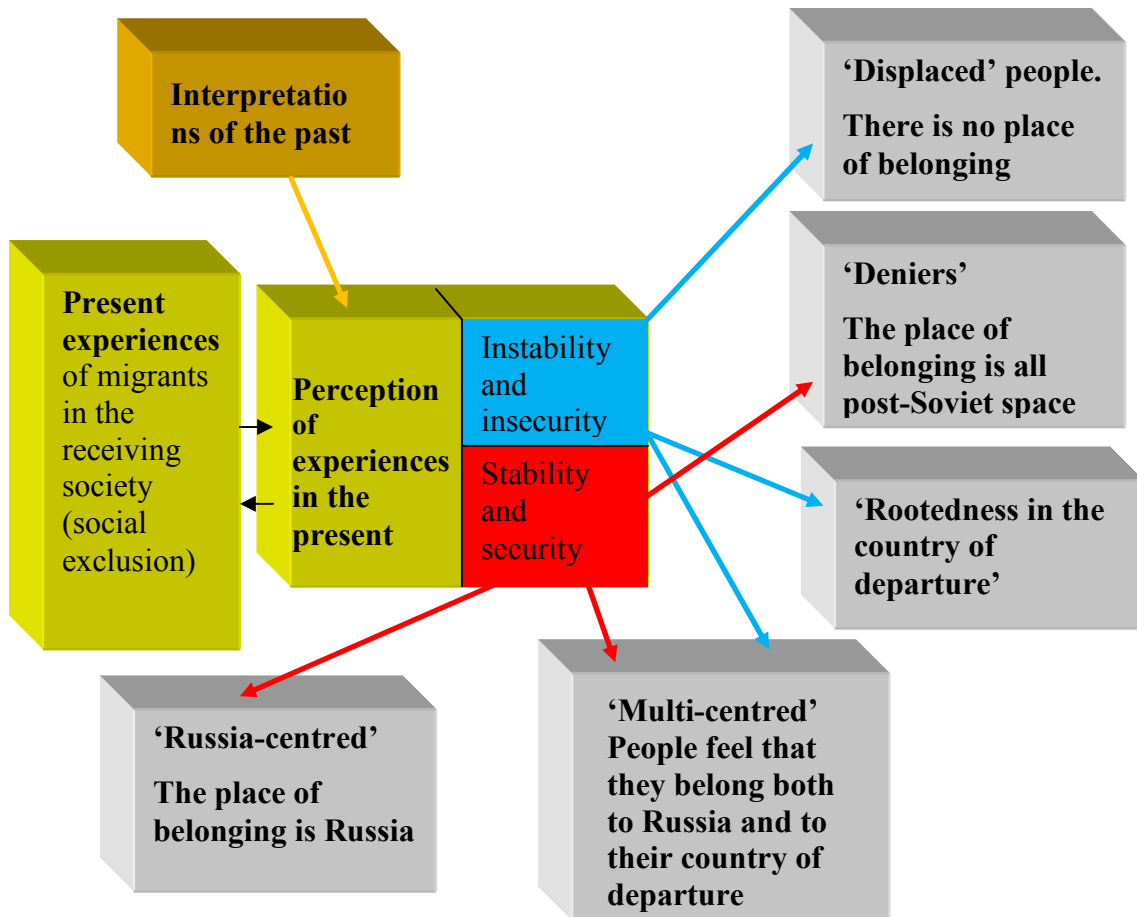 Interpretatio
ns of the past
‘Displaced’ people.
There is no place
of belonging
‘Deniers’
The place of
belonging is all
post-Soviet space
Present
experiences
of migrants
in the
receiving
society
(social
exclusion)
Perception
of
experiences
in the
present
Instability
and
insecurity
Stability
and
security
‘Rootedness in the
country of
departure’
‘Russia-centred’
The place of
belonging is Russia
‘Multi-centred’
People feel that
they belong both
to Russia and to
their country of
departure